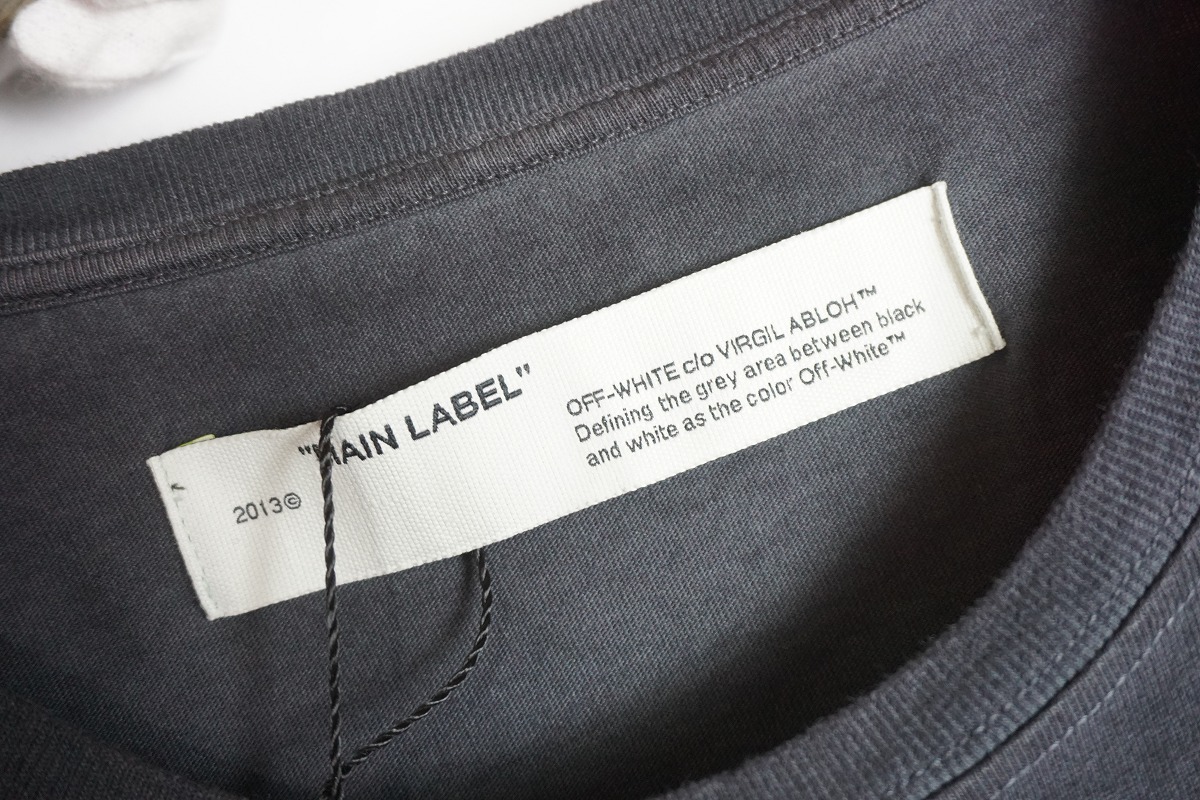 "MAIN LABEL"
2013©
OFF-WHITE c/o VIRGIL ABLOH™
Defining the grey area between black
and white as the color Off-White™